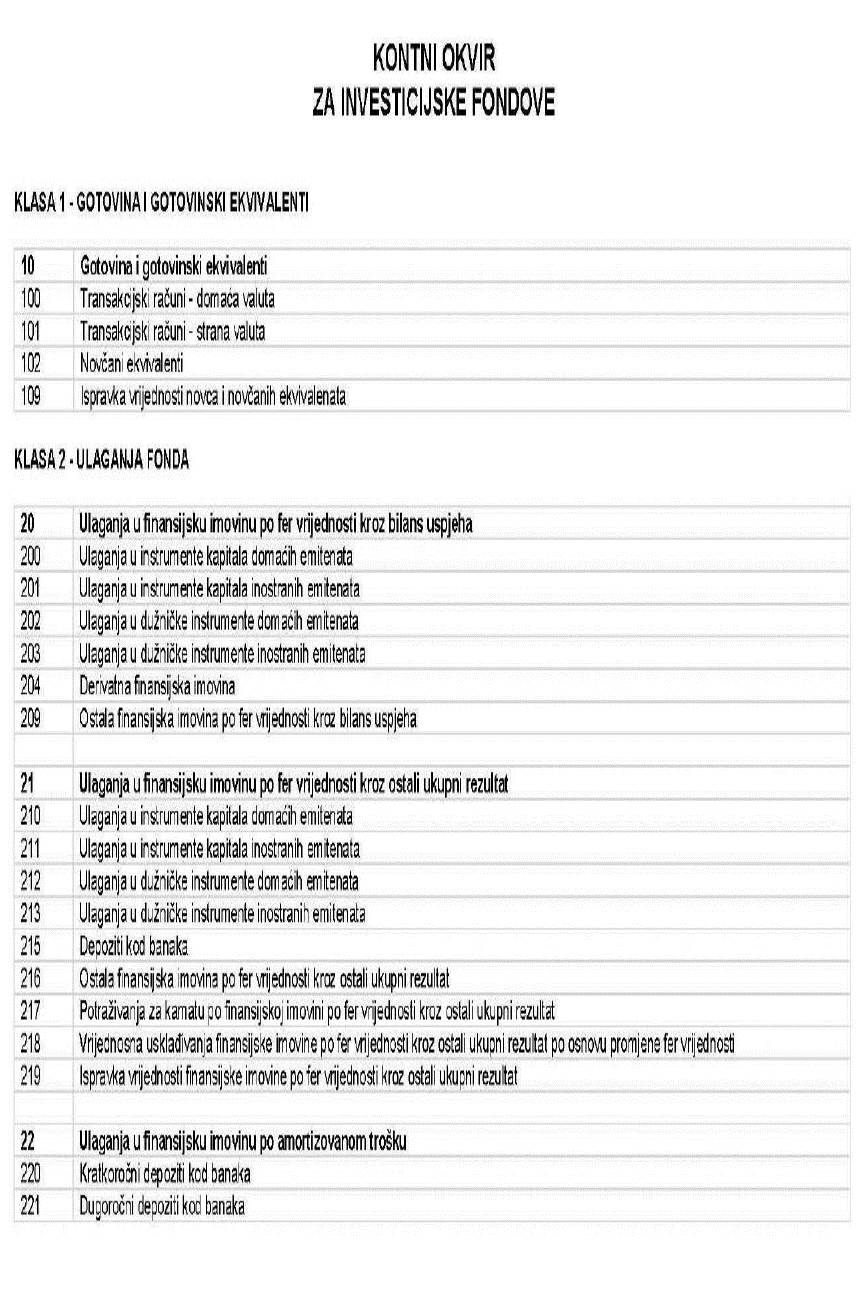 KONTNI OKVIR
ZA INVESTICIJSKE FONDOVE
KLASA 1 - GOTOVINA I GOTOVINSKI EKVIVALENTI
10 Gotovina i gotovinski ekvivalenti
100 Transakcijski računi - domaća valuta
101 Transakcijski računi - strana valuta
102 Novčani ekvivalenti
109 Ispravka vrijednosti novca i novčanih ekvivalenata
KLASA 2 - ULAGANJA FONDA
20 Ulaganja u finansijsku imovinu po fer vrijednosti kroz bilans uspjeha
200 Ulaganja u instrumente kapitala domaćih emitenata
201 Ulaganja u instrumente kapitala inostranih emitenata
202 Ulaganja u dužničke instrumente domaćih emitenata
203 Ulaganja u dužničke instrumente inostranih emitenata
204 Derivatna finansijska imovina
209 Ostala finansijska imovina po fer vrijednosti kroz bilans uspjeha
21 Ulaganja u finansijsku imovinu po fer vrijednosti kroz ostali ukupni rezultat
210 Ulaganja u instrumente kapitala domaćih emitenata
211 Ulaganja u instrumente kapitala inostranih emitenata
212 Ulaganja u dužničke instrumente domaćih emitenata
213 Ulaganja u dužničke instrumente inostranih emitenata
215 Depoziti kod banaka
216 Ostala finansijska imovina po fer vrijednosti kroz ostali ukupni rezultat
217 Potraživanja za kamatu po finansijskoj imovini po fer vrijednosti kroz ostali ukupni rezultat
218 Vrijednosna usklađivanja finansijske imovine po fer vrijednosti kroz ostali ukupni rezultat po osnovu promjene fer vrijednosti
219 Ispravka vrijednosti finansijske imovine po fer vrijednosti kroz ostali ukupni rezultat
22 Ulaganja u finansijsku imovinu po amortizovanom trošku
220 Kratkoročni depoziti kod banaka
221 Dugoročni depoziti kod banaka